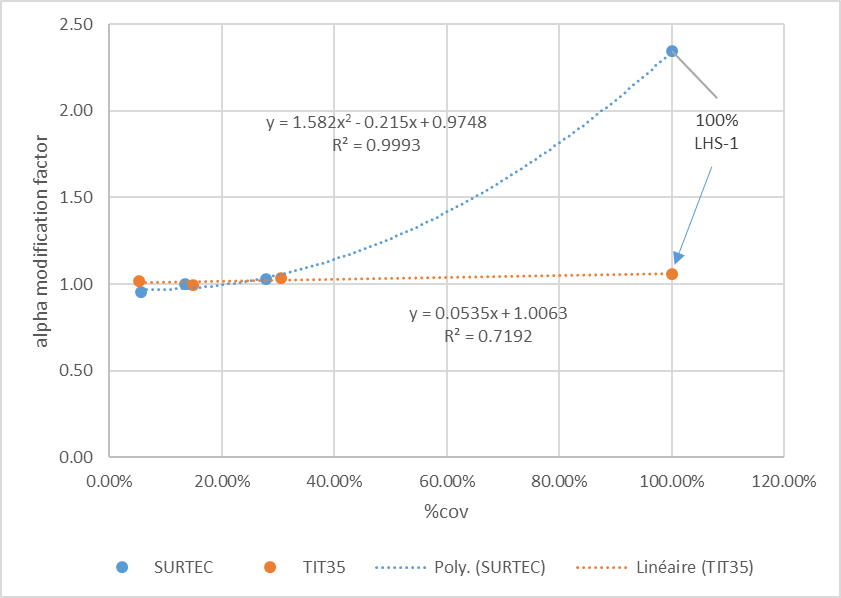 2.50
2.00
1.50
1.00
0.50
0.00
alpha modification factor
y = 1.582x² - 0.215x + 0.9748
R² = 0.9993
100%
LHS-1
y = 0.0535x + 1.0063
R² = 0.7192
0.00% 20.00% 40.00% 60.00% 80.00% 100.00% 120.00%
%cov
SURTEC TIT35 Poly. (SURTEC) Linéaire (TIT35)